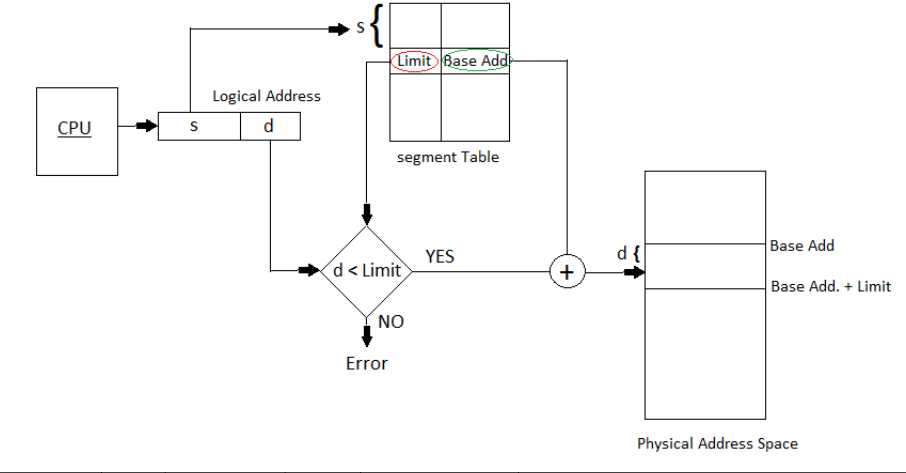 s {
Limit Base Add
Logical Address
CPU
s d
segment Table
d < Limit
YES
+
d {
Base Add
Base Add. + Limit
NO
Error
Physical Address Space